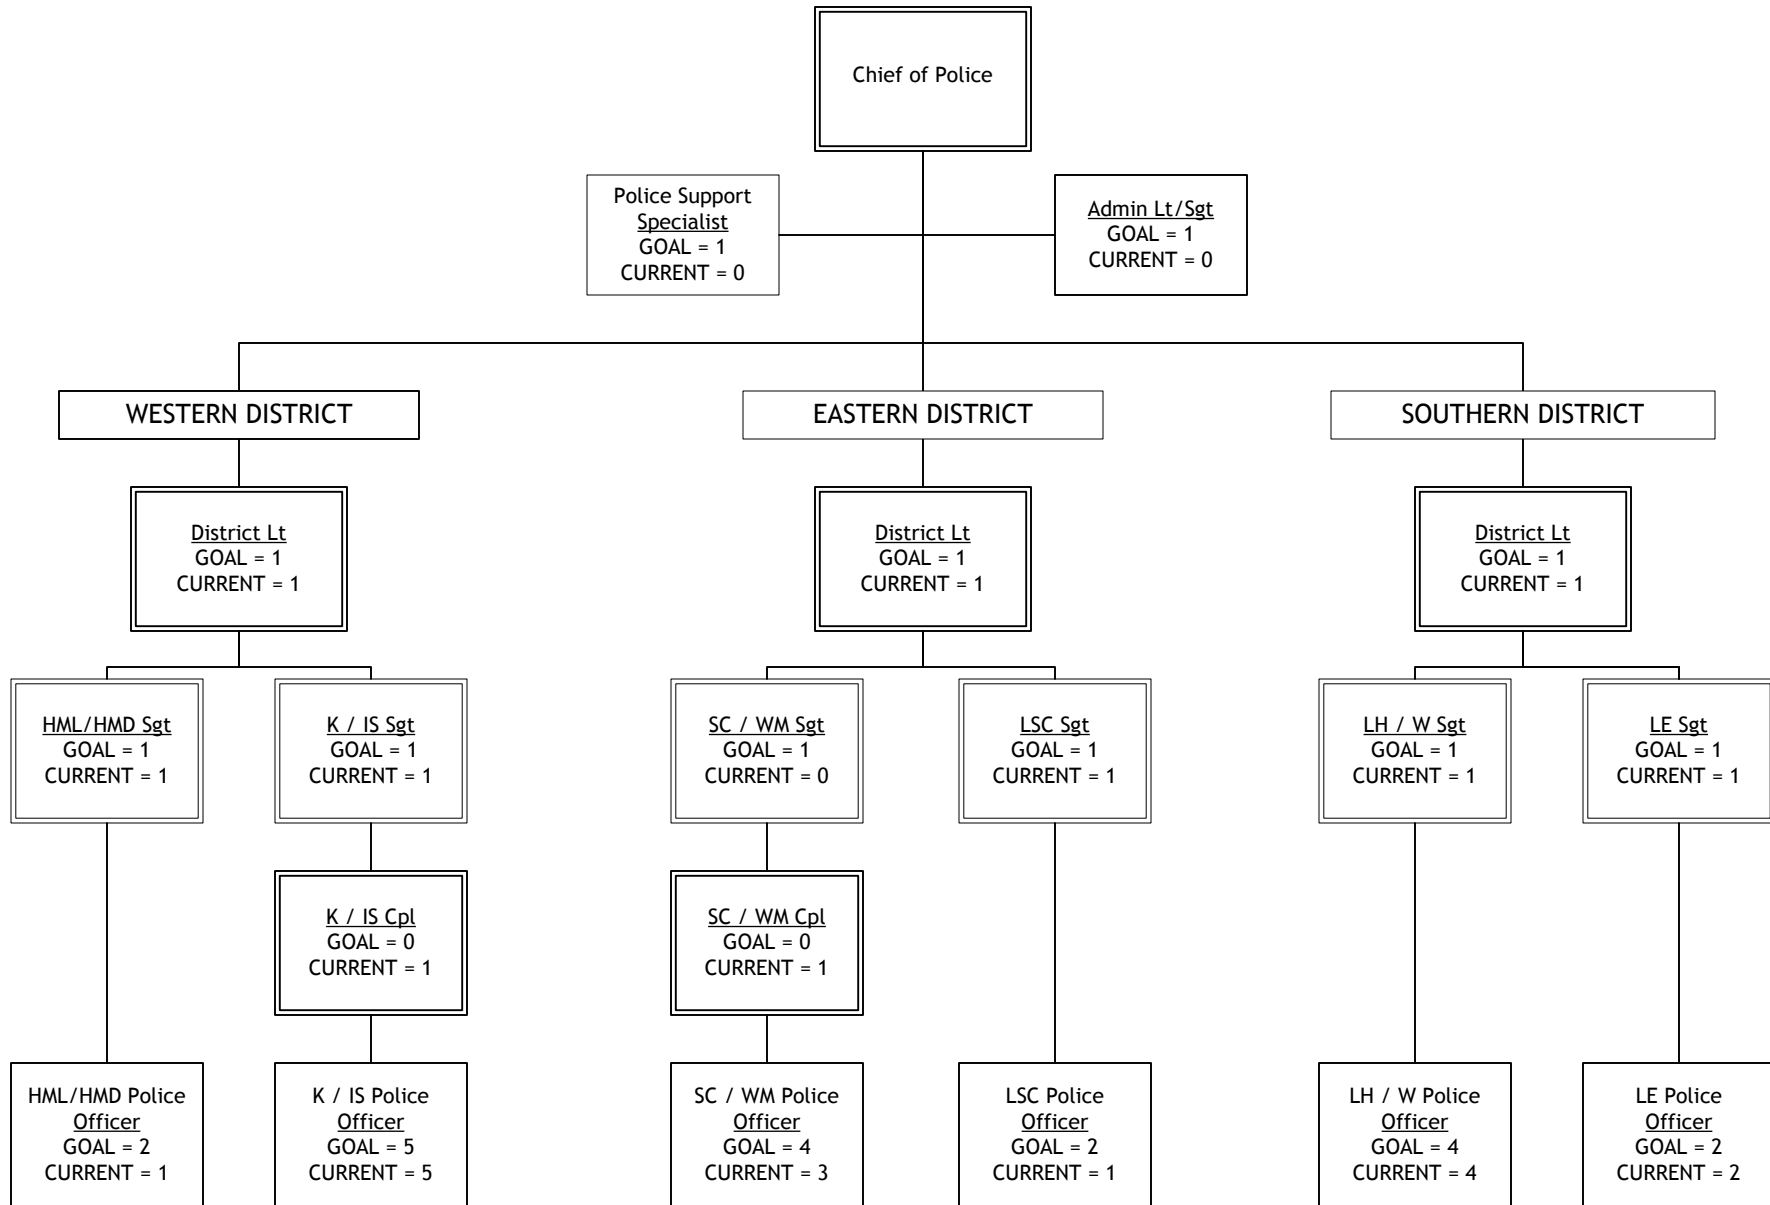 Chief of Police
Police Support
Specialist
GOAL = 1
CURRENT = 0
Admin Lt/Sgt
GOAL = 1
CURRENT = 0
WESTERN DISTRICT
EASTERN DISTRICT
SOUTHERN DISTRICT
District Lt
GOAL = 1
CURRENT = 1
District Lt
GOAL = 1
CURRENT = 1
District Lt
GOAL = 1
CURRENT = 1
HML/HMD Sgt
GOAL = 1
CURRENT = 1
K / IS Sgt
GOAL = 1
CURRENT = 1
SC / WM Sgt
GOAL = 1
CURRENT = 0
LSC Sgt
GOAL = 1
CURRENT = 1
LH / W Sgt
GOAL = 1
CURRENT = 1
LE Sgt
GOAL = 1
CURRENT = 1
K / IS Cpl
GOAL = 0
CURRENT = 1
SC / WM Cpl
GOAL = 0
CURRENT = 1
HML/HMD Police
Officer
GOAL = 2
CURRENT = 1
K / IS Police
Officer
GOAL = 5
CURRENT = 5
SC / WM Police
Officer
GOAL = 4
CURRENT = 3
LSC Police
Officer
GOAL = 2
CURRENT = 1
LH / W Police
Officer
GOAL = 4
CURRENT = 4
LE Police
Officer
GOAL = 2
CURRENT = 2